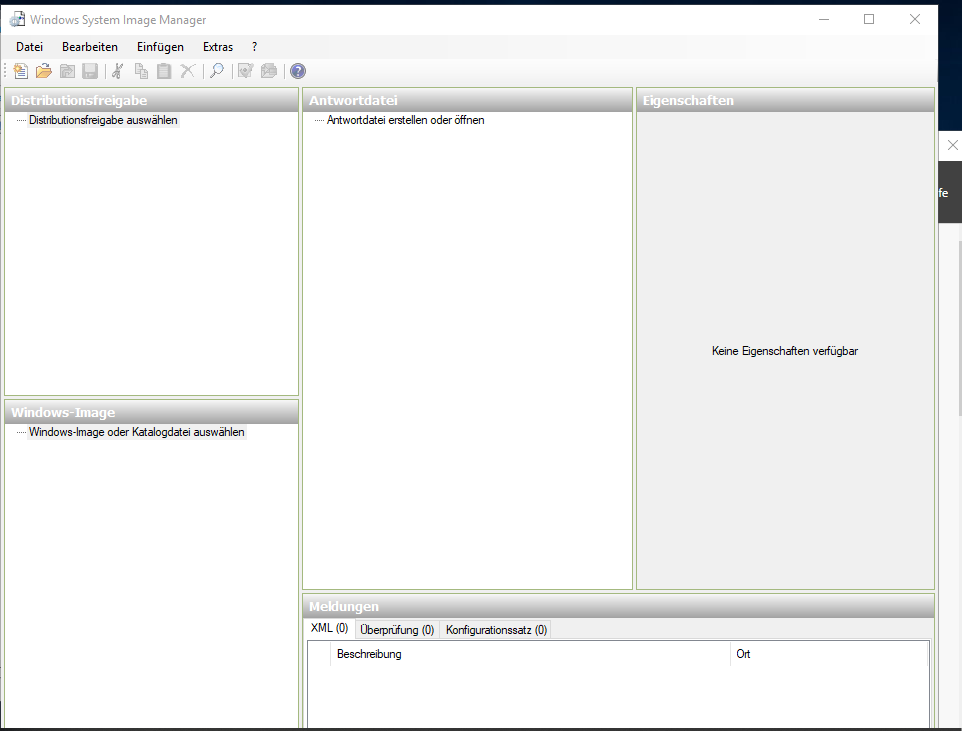 Windows System Image Manager
Datei Bearbeiten Einfügen Extras ?
Distributionsfreigabe
Distributionsfreigabe auswählen
Antwortdatei
Antwortdatei erstellen oder öffnen
Eigenschaften
Keine Eigenschaften verfügbar
fe
Windows-Image
Windows-Image oder Katalogdatei auswählen
Meldungen
XML (0) Überprüfung (0) Konfigurationssatz (0)
Beschreibung Ort